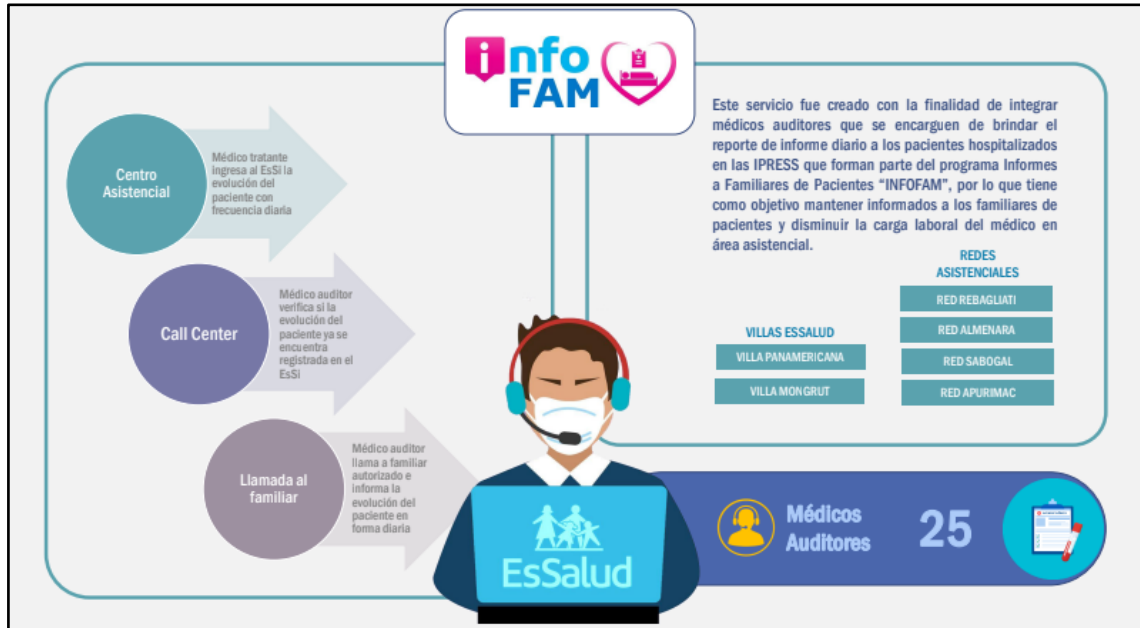 info
FAM
Centro
Asistencial
Médico tratante
ingresa al EsSi la
evolución del
paciente con
frecuencia diaria
Call Center
Médico auditor
verifica si la
evolución del
paciente ya se
encuentra
registrada en el
EsSi
Llamada al
familiar
Médico auditor
llama a familiar
autorizado e
informa la
evolución del
paciente en
forma diaria
Este servicio fue creado con la finalidad de integrar
médicos auditores que se encarguen de brindar el
reporte de informe diario a los pacientes hospitalizados
en las IPRESS que forman parte del programa Informes
a Familiares de Pacientes “INFOFAM”, por lo que tiene
como objetivo mantener informados a los familiares de
pacientes y disminuir la carga laboral del médico en
área asistencial.
VILLAS ESSALUD
VILLA PANAMERICANA
VILLA MONGRUT
REDES
ASISTENCIALES
RED REBAGLIATI
RED ALMENARA
RED SABOGAL
RED APURIMAC
EsSalud
Médicos
Auditores
25